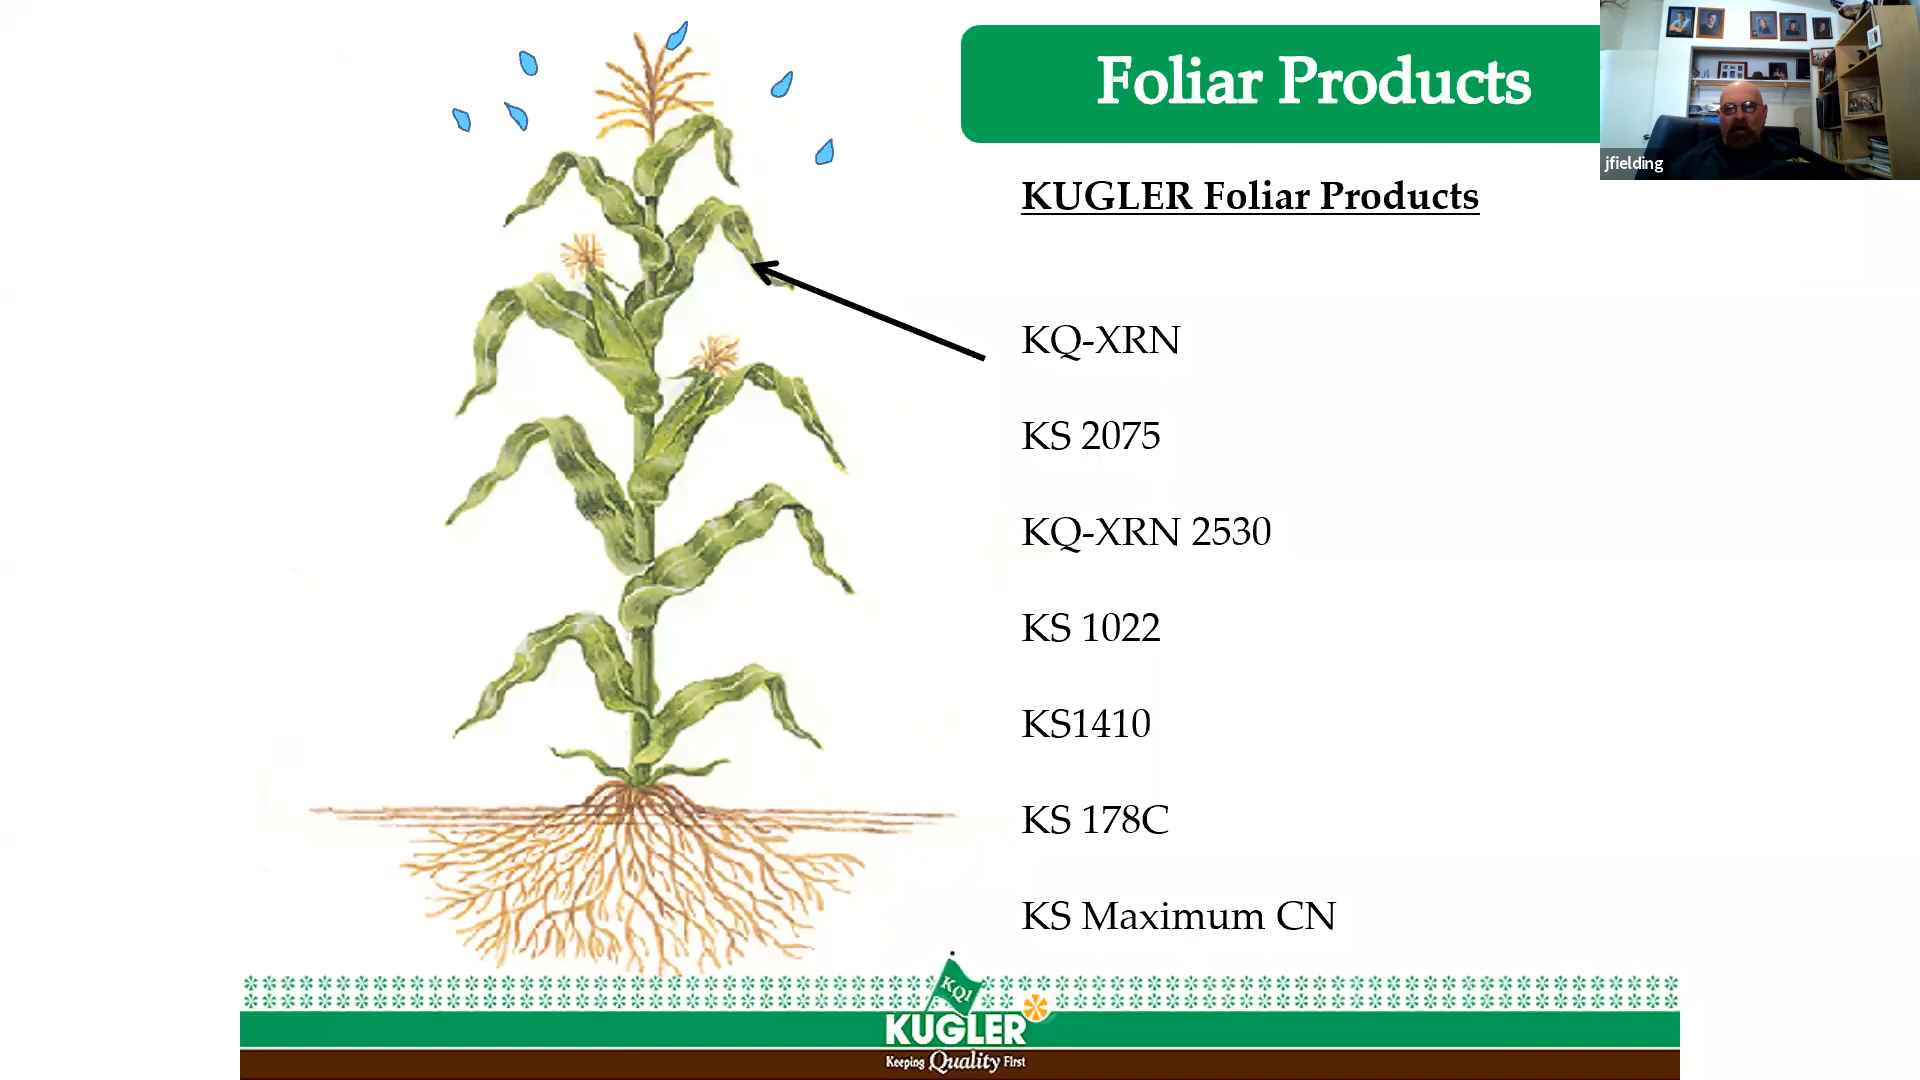 Foliar Products
jfielding
KUGLER Foliar Products
KQ-XRN
KS 2075
KQ-XRN 2530
KS 1022
KS1410
KS 178C
KS Maximum CN
KQ1
KUGLER
Keeping Quality First